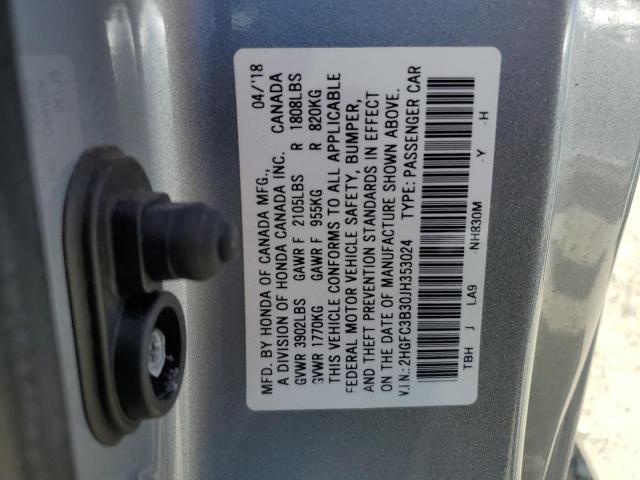 MFD. BY HONDA OF CANADA MFG., 04/'18
A DIVISION OF HONDA CANADA INC. CANADA
GVWR 3902LBS GAWR F 2105LBS R 1808LBS
GVWR 1770KG GAWR F 955KG R 820KG
THIS VEHICLE CONFORMS TO ALL APPLICABLE
FEDERAL MOTOR VEHICLE SAFETY, BUMPER,
AND THEFT PREVENTION STANDARDS IN EFFECT
ON THE DATE OF MANUFACTURE SHOWN ABOVE.
V.I.N.: 2HGFC3B30JH353024 TYPE: PASSENGER CAR
TBH J LA9 NH830M -Y -H